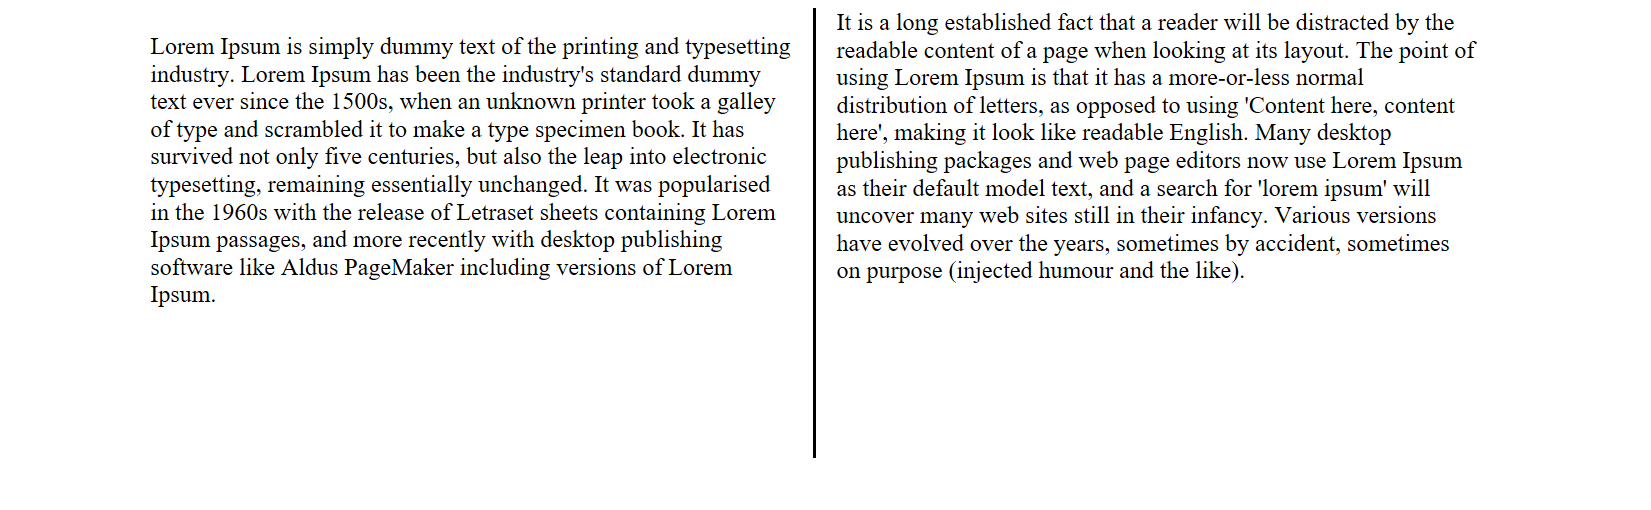 Lorem Ipsum is simply dummy text of the printing and typesetting
industry. Lorem Ipsum has been the industry's standard dummy
text ever since the 1500s, when an unknown printer took a galley
of type and scrambled it to make a type specimen book. It has
survived not only five centuries, but also the leap into electronic
typesetting, remaining essentially unchanged. It was popularised
in the 1960s with the release of Letraset sheets containing Lorem
Ipsum passages, and more recently with desktop publishing
software like Aldus PageMaker including versions of Lorem
Ipsum.
It is a long established fact that a reader will be distracted by the
readable content of a page when looking at its layout. The point of
using Lorem Ipsum is that it has a more-or-less normal
distribution of letters, as opposed to using 'Content here, content
here', making it look like readable English. Many desktop
publishing packages and web page editors now use Lorem Ipsum
as their default model text, and a search for 'lorem ipsum' will
uncover many web sites still in their infancy. Various versions
have evolved over the years, sometimes by accident, sometimes
on purpose (injected humour and the like).